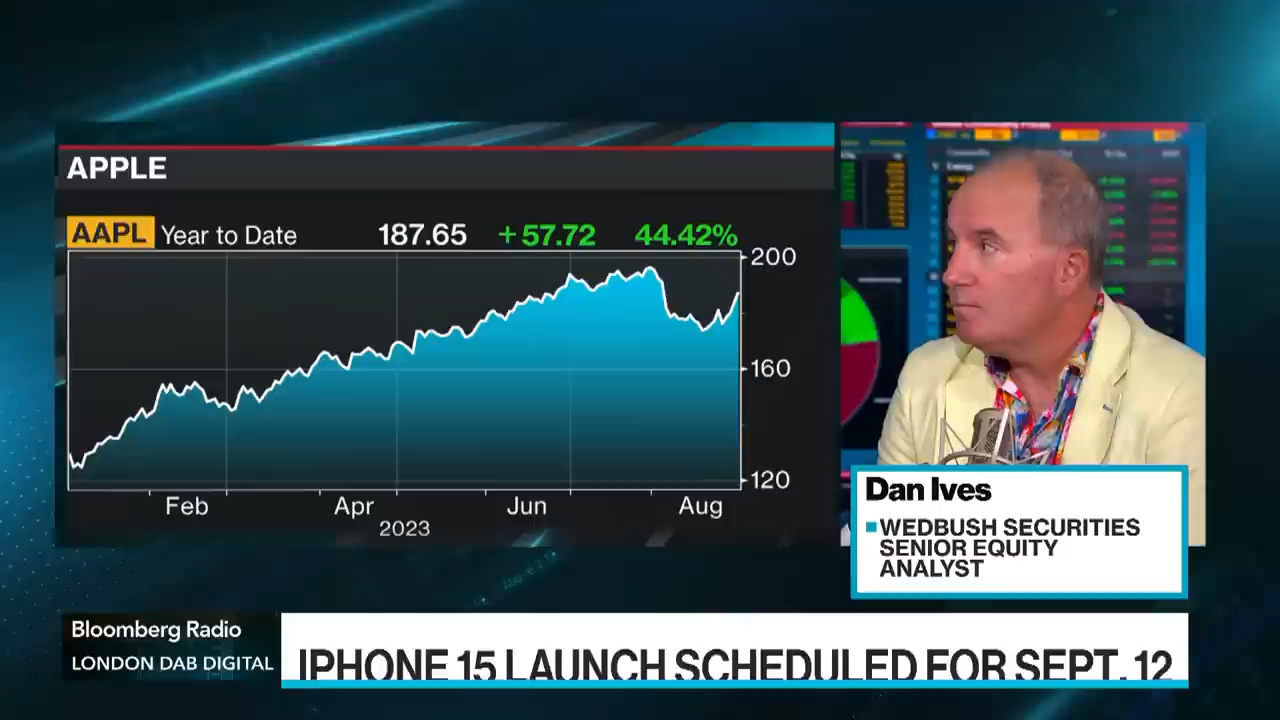 APPLE
AAPL Year to Date 187.65 +57.72 44.42%
200
160
120
Feb Apr Jun Aug
2023
Dan Ives
WEDBUSH SECURITIES
SENIOR EQUITY
ANALYST
Bloomberg Radio
LONDON DAB DIGITAL
IPHONE 15 LAUNCH SCHEDULED FOR SEPT. 12